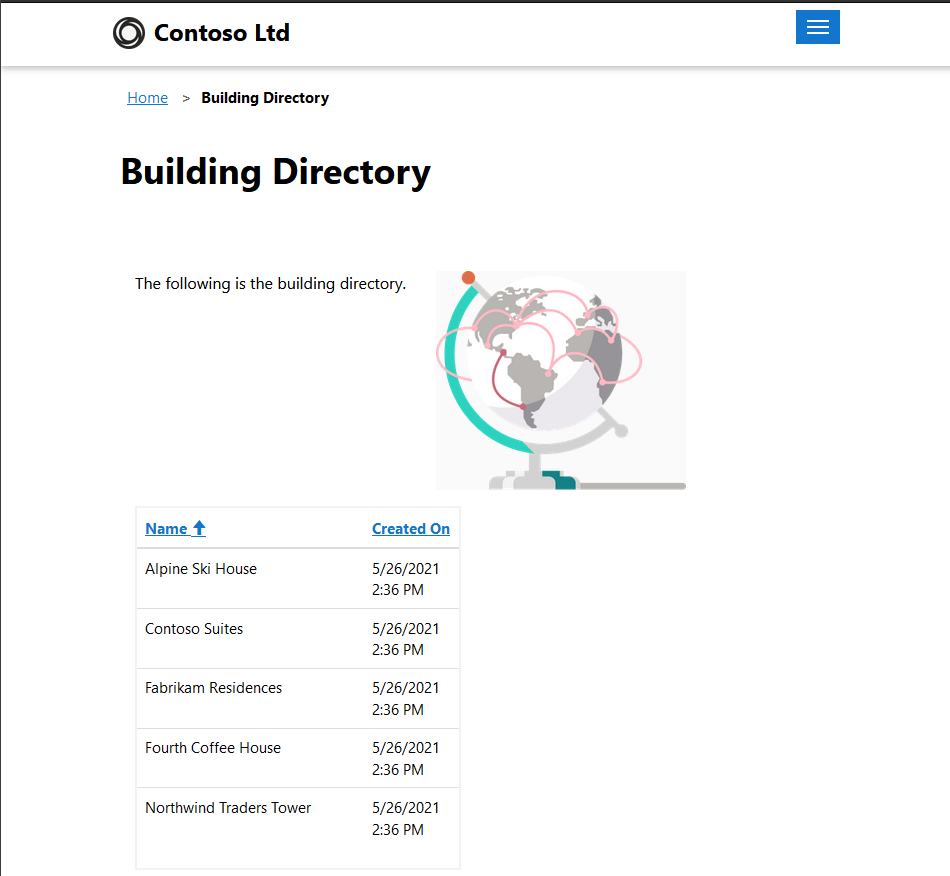 Contoso Ltd
Home > Building Directory
Building Directory
The following is the building directory.
Name Created On
Alpine Ski House 5/26/2021
2:36 PM
Contoso Suites 5/26/2021
2:36 PM
Fabrikam Residences 5/26/2021
2:36 PM
Fourth Coffee House 5/26/2021
2:36 PM
Northwind Traders Tower 5/26/2021
2:36 PM